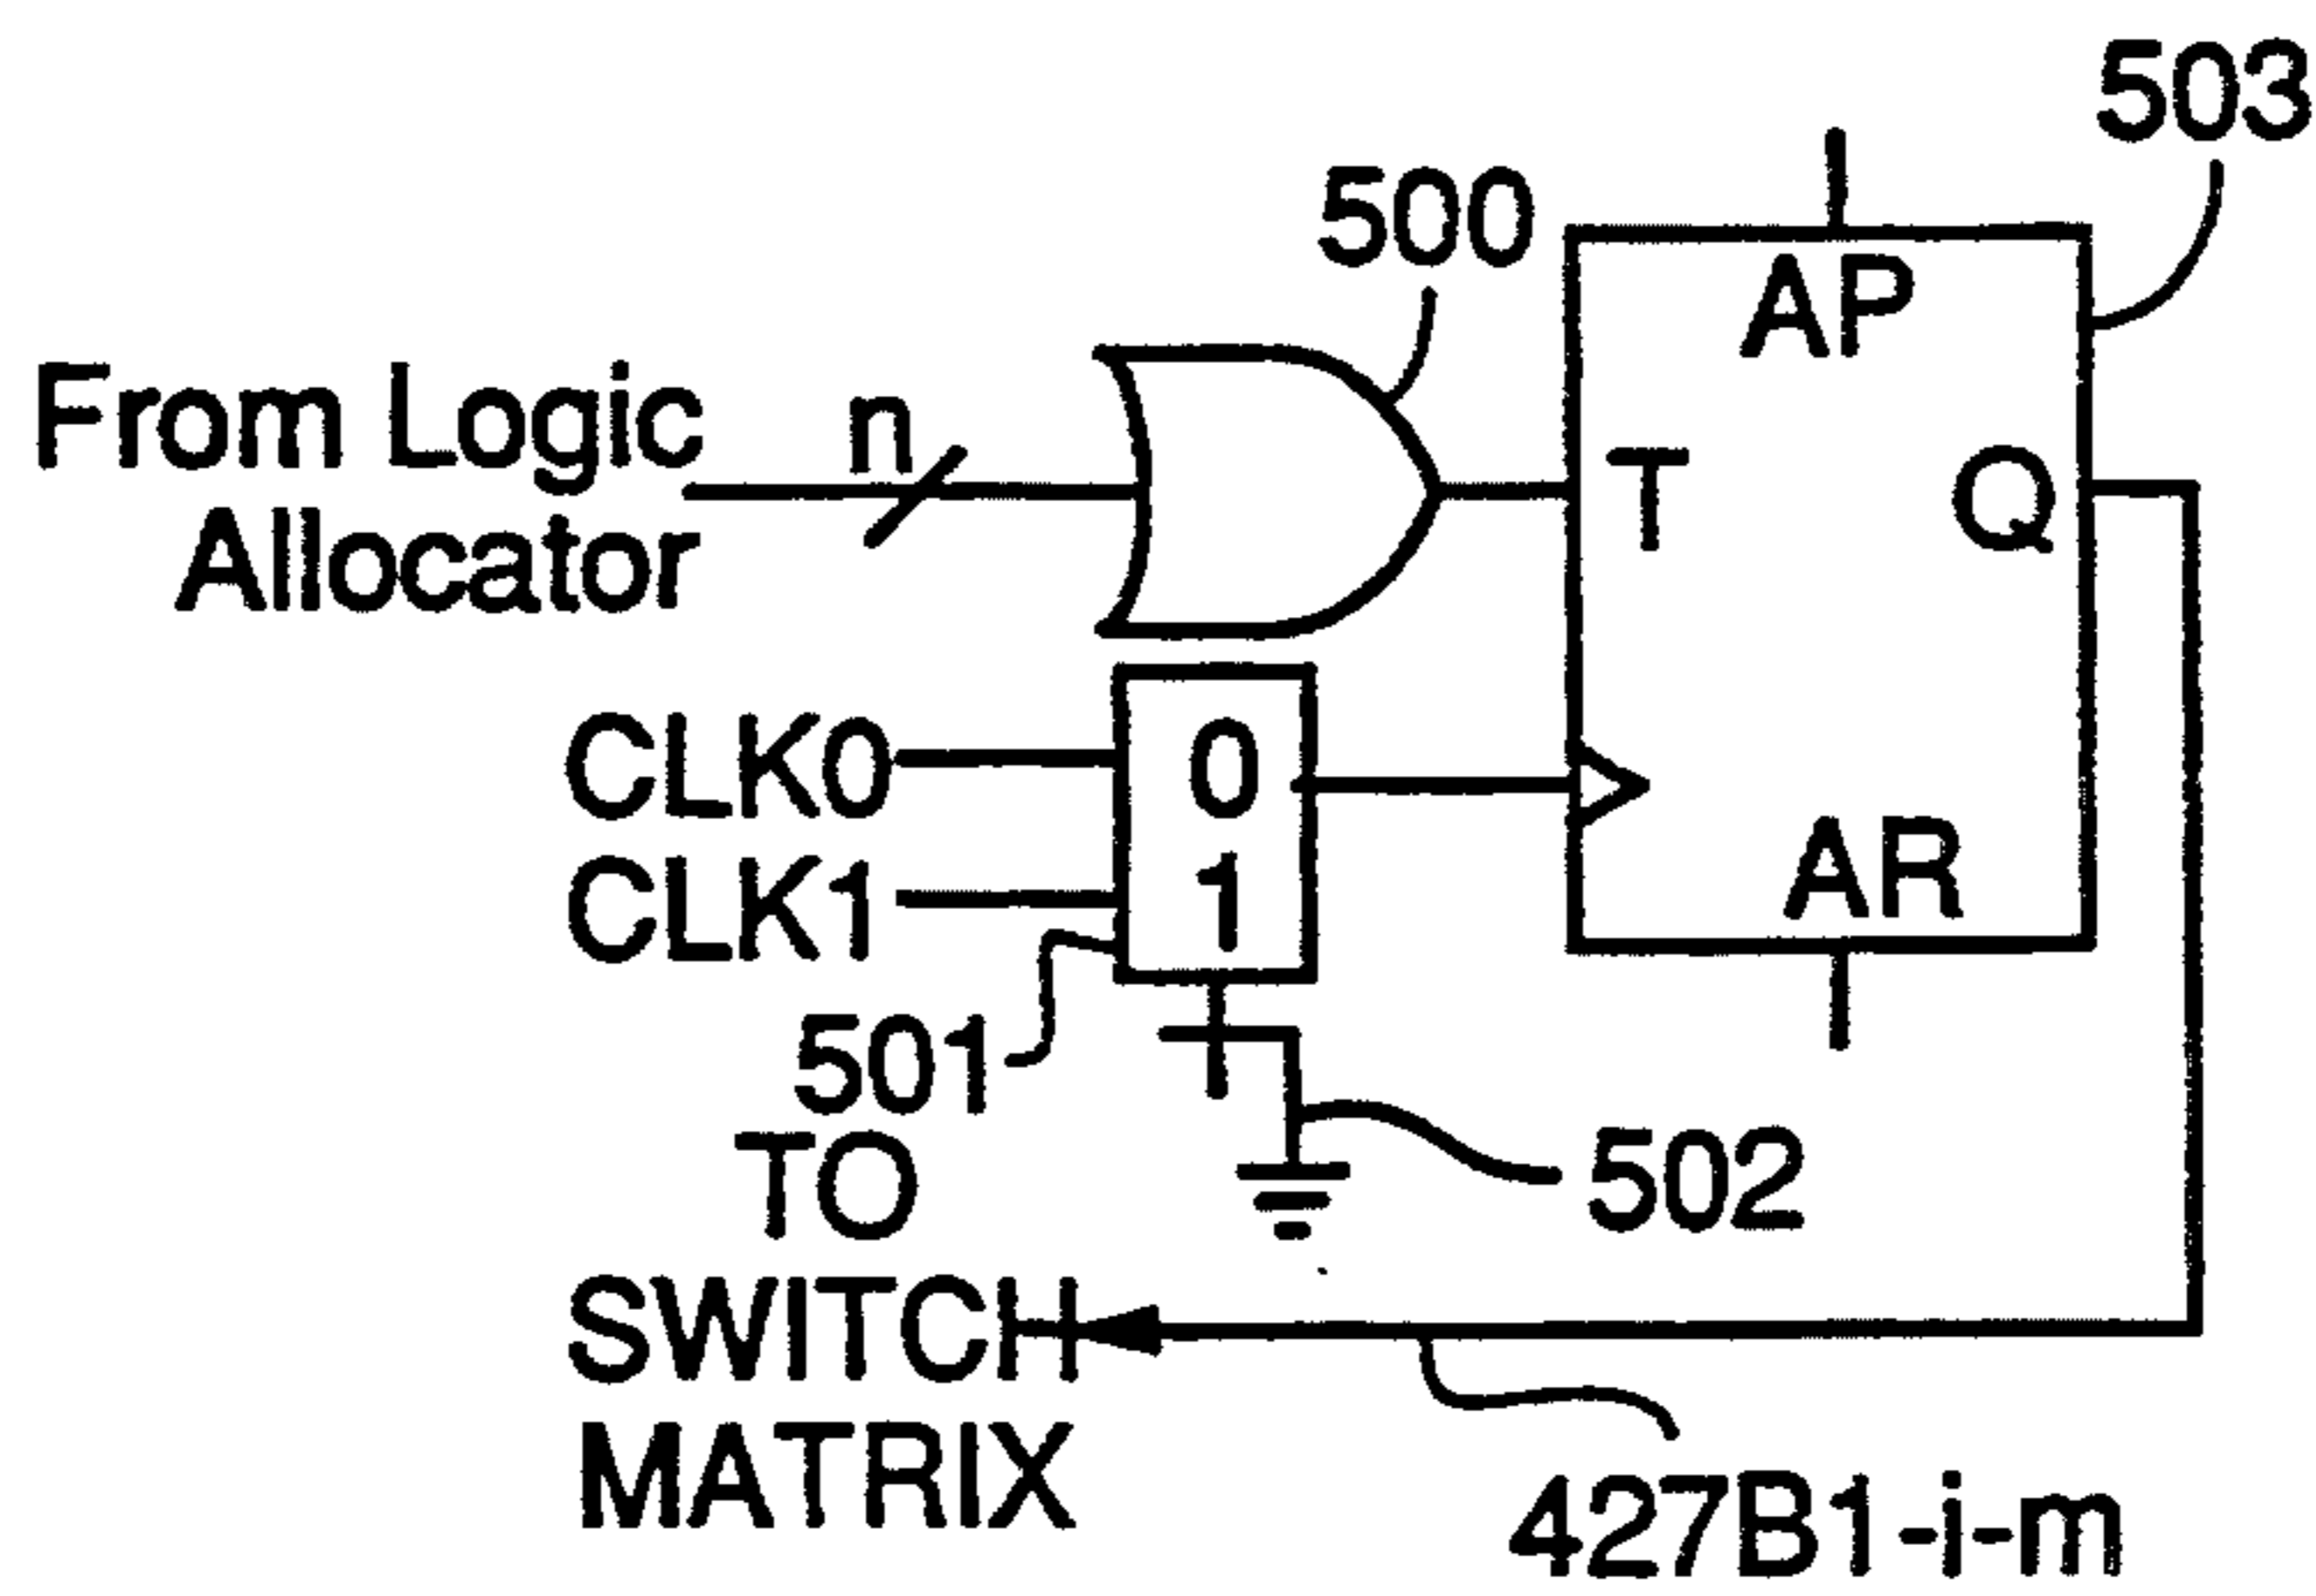 503
500
AP
From Logic
Allocator
n
T
Q
CLK0
0
CLK1
1
AR
501
502
TO
SWITCH
MATRIX
427B1-i-m